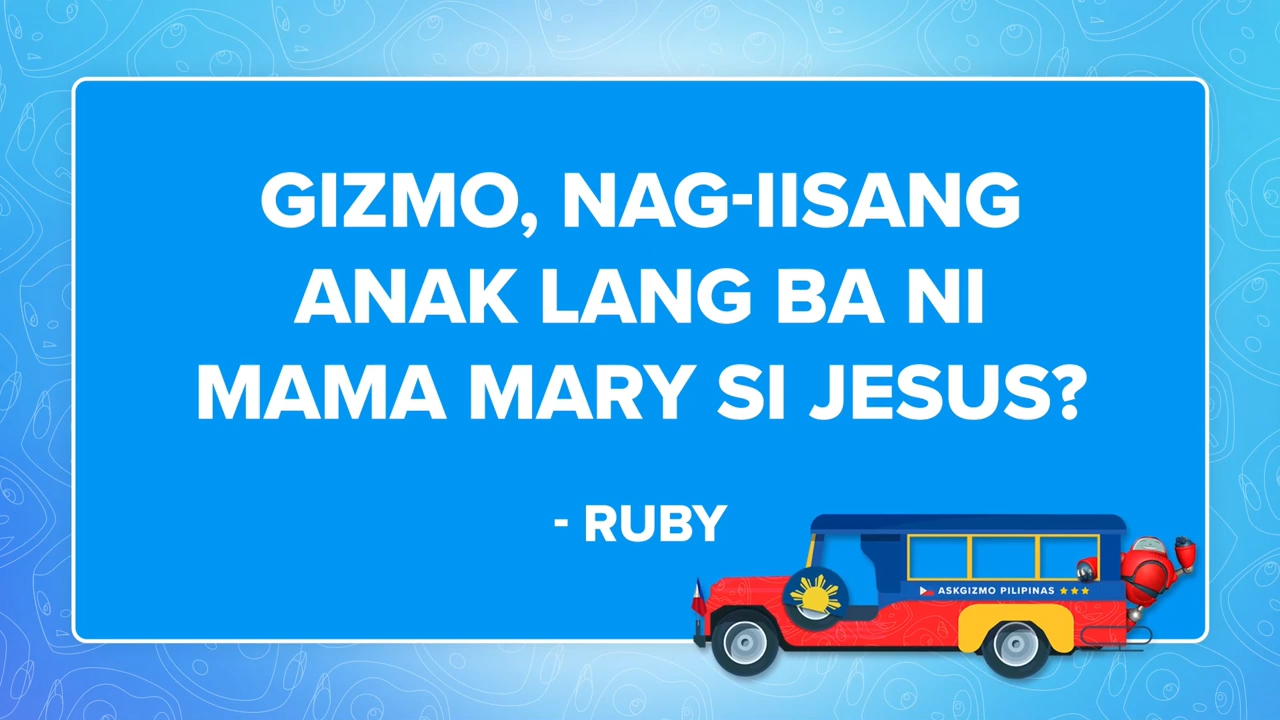 GIZMO, NAG-IISANG
ANAK LANG BA NI
MAMA MARY SI JESUS?
- RUBY
ASKGIZMO PILIPINAS